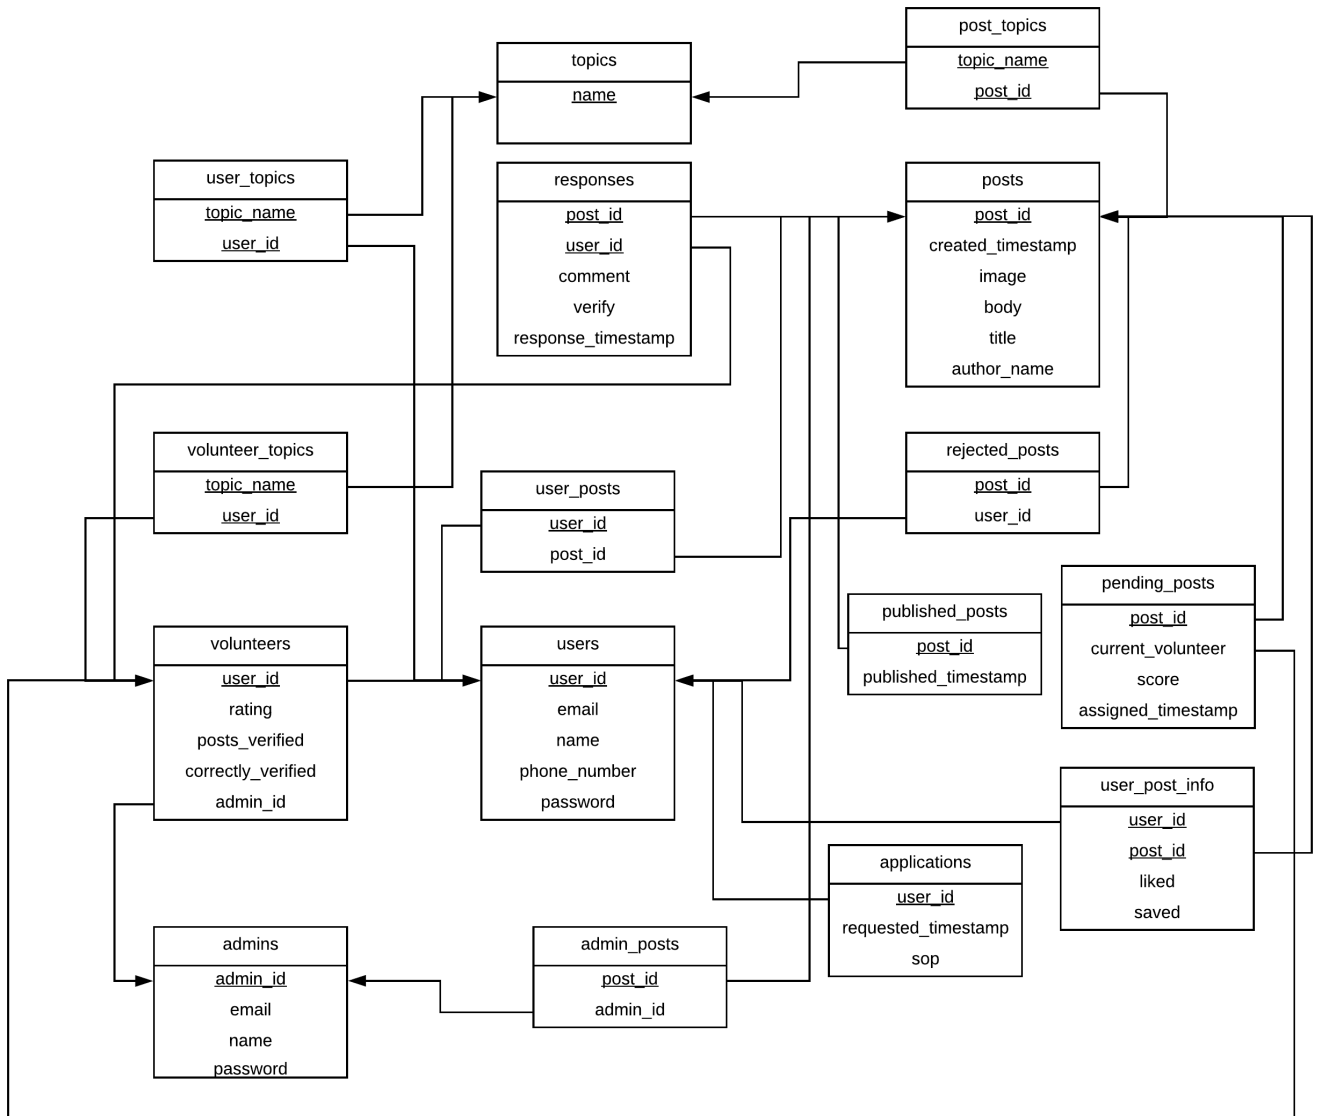 post_topics
topic_name
post_id
topics
name
user_topics
topic_name
user_id
responses
post_id
user_id
comment
verify
response_timestamp
posts
post_id
created_timestamp
image
body
title
author_name
volunteer_topics
topic_name
user_id
user_posts
user_id
post_id
rejected_posts
post_id
user_id
pending_posts
post_id
current_volunteer
score
assigned_timestamp
published_posts
post_id
published_timestamp
volunteers
user_id
rating
posts_verified
correctly_verified
admin_id
users
user_id
email
name
phone_number
password
user_post_info
user_id
post_id
liked
saved
applications
user_id
requested_timestamp
sop
admins
admin_id
email
name
password
admin_posts
post_id
admin_id